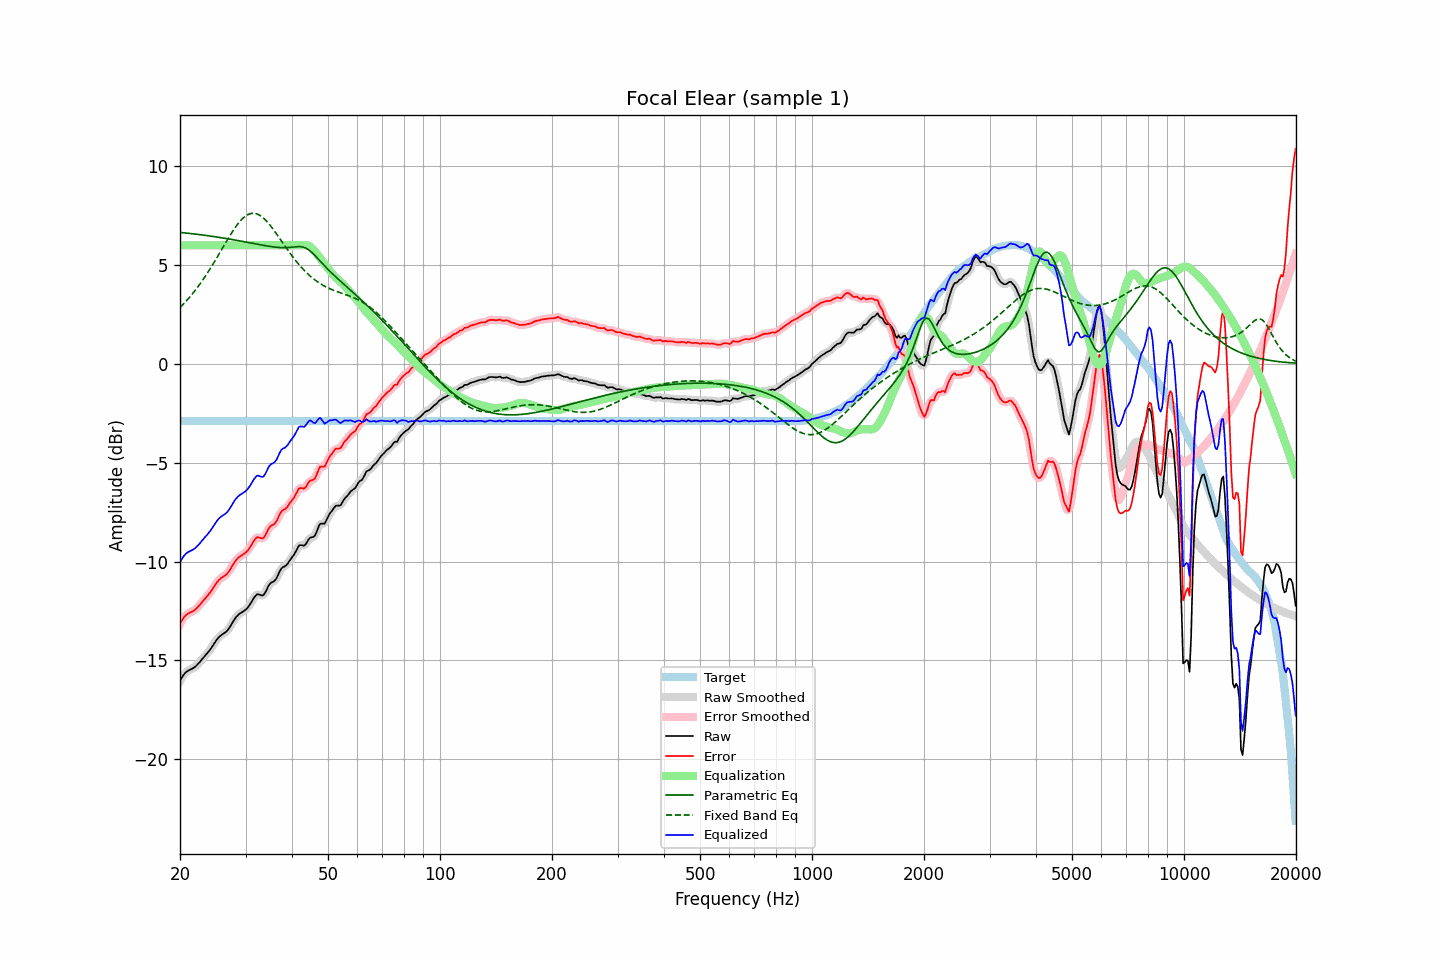 Focal Elear (sample 1)
Amplitude (dBr)
10
5
0
−5
−10
−15
−20
Target
Raw Smoothed
Error Smoothed
Raw
Error
Equalization
Parametric Eq
Fixed Band Eq
Equalized
20 50 100 200 500 1000 2000 5000 10000 20000
Frequency (Hz)